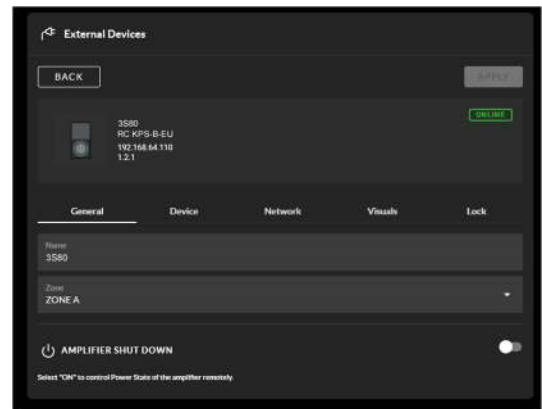 External Devices
BACK
APPLY
3S80
RC KPS-B-EU
192.168.64.110
1.2.1
ONLINE
General Device Network Visuals Lock
Name
3S80
Zone
ZONE A
AMPLIFIER SHUT DOWN
Select "ON" to control Power State of the amplifier remotely.